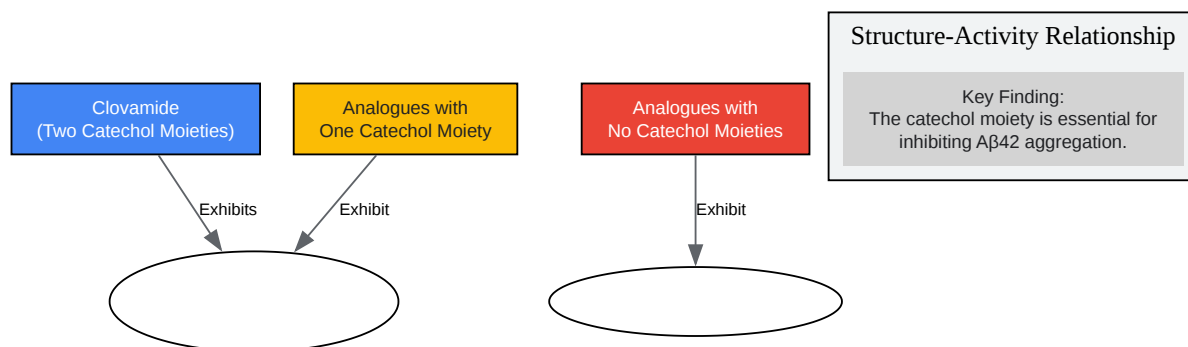 Structure-Activity Relationship
Clovamide
(Two Catechol Moieties)
Analogues with
One Catechol Moiety
Analogues with
No Catechol Moieties
Key Finding:
The catechol moiety is essential for
inhibiting Aβ42 aggregation.
Exhibits
Exhibit
Exhibit